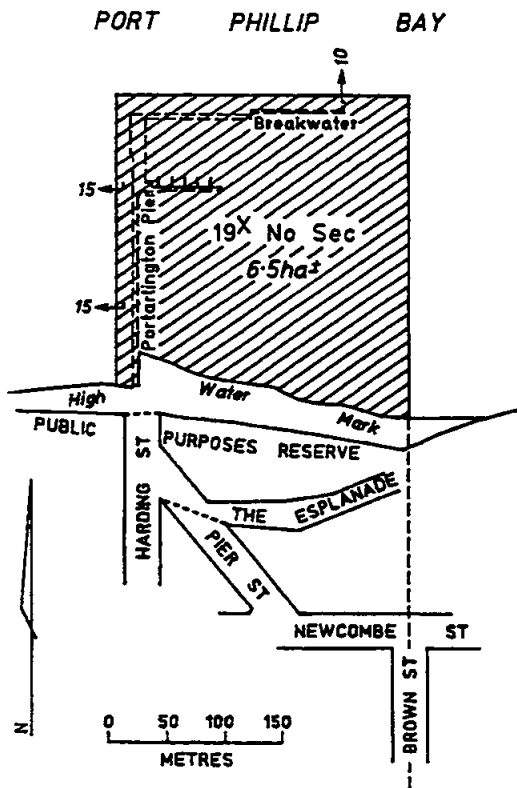 PORT PHILLIP BAY
10
Breakwater
15
Portarlington Pier
19X No Sec
6·5ha±
15
High Water Mark
PUBLIC PURPOSES RESERVE
HARDING ST
THE ESPLANADE
PIER ST
NEWCOMBE ST
BROWN ST
N
0 50 100 150
METRES